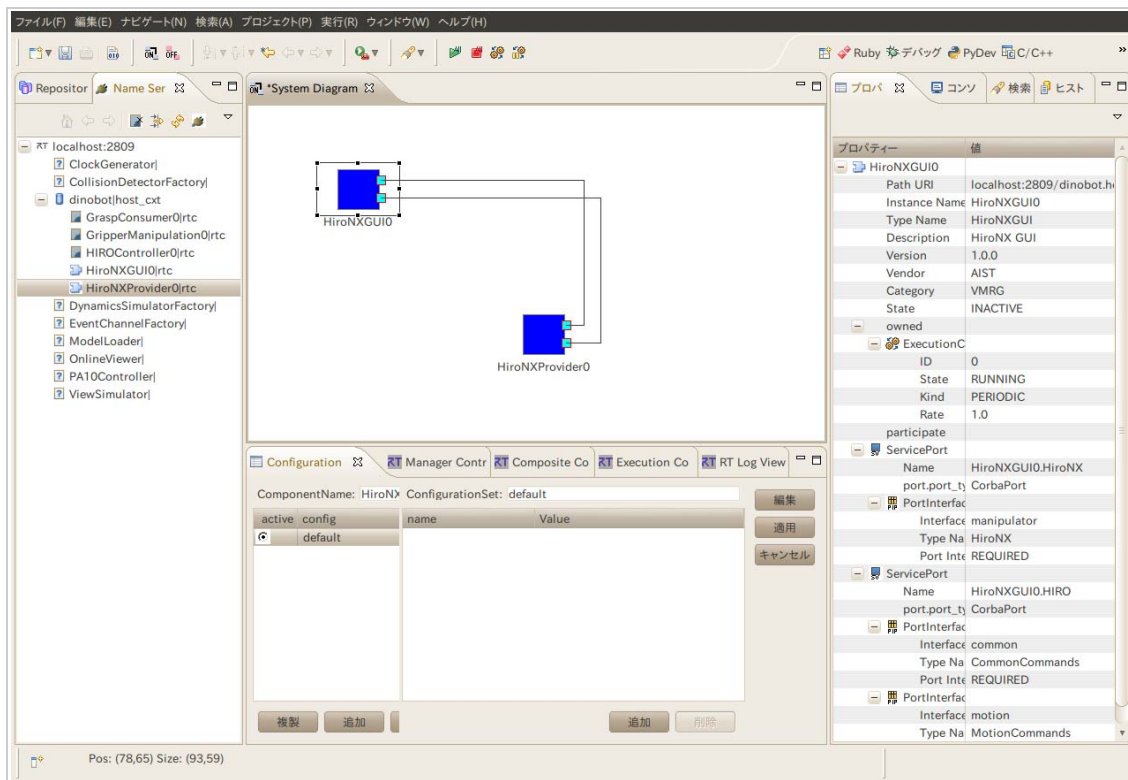 ファイル(F) 編集(E) ナビゲート(N) 検索(A) プロジェクト(P) 実行(R) ウィンドウ(W) ヘルプ(H)
Ruby デバッグ PyDev C/C++ »
Repositor Name Ser
RT localhost:2809
ClockGenerator|
CollisionDetectorFactory|
dinobot|host_cxt
GraspConsumer0|rtc
GripperManipulation0|rtc
HIROController0|rtc
HiroNXGUI0|rtc
HiroNXProvider0|rtc
DynamicsSimulatorFactory|
EventChannelFactory|
ModelLoader|
OnlineViewer|
PA10Controller|
ViewSimulator|
*System Diagram
HiroNXGUI0
HiroNXProvider0
Configuration RT Manager Contr RT Composite Co RT Execution Co RT RT Log View
ComponentName: HiroNX ConfigurationSet: default
active config name Value
default
編集
適用
キャンセル
複製 追加 追加 削除
プロパ コンソ 検索 ヒスト
プロパティー 値
HiroNXGUI0
Path URI localhost:2809/dinobot.h
Instance Name HiroNXGUI0
Type Name HiroNXGUI
Description HiroNX GUI
Version 1.0.0
Vendor AIST
Category VMRG
State INACTIVE
owned
ExecutionC
ID 0
State RUNNING
Kind PERIODIC
Rate 1.0
participate
ServicePort
Name HiroNXGUI0.HiroNX
port.port_ty CorbaPort
PortInterfac
Interface manipulator
Type Na HiroNX
Port Inte REQUIRED
ServicePort
Name HiroNXGUI0.HIRO
port.port_ty CorbaPort
PortInterfac
Interface common
Type Na CommonCommands
Port Inte REQUIRED
PortInterfac
Interface motion
Type Na MotionCommands
Pos: (78,65) Size: (93,59)